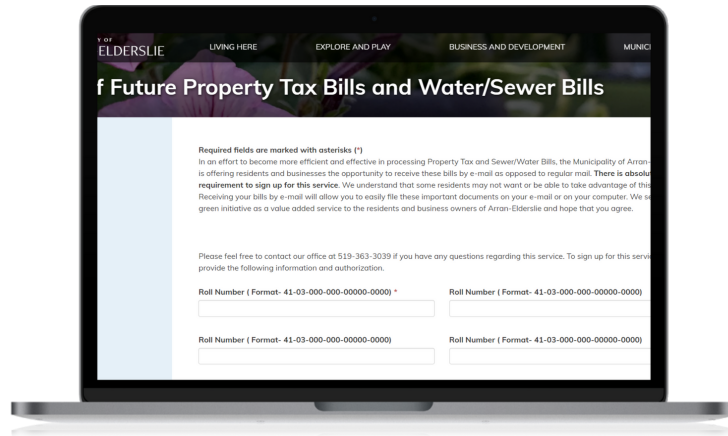 Y OF
ELDERSLIE
LIVING HERE
EXPLORE AND PLAY
BUSINESS AND DEVELOPMENT
MUNICI
f Future Property Tax Bills and Water/Sewer Bills
Required fields are marked with asterisks (*)
In an effort to become more efficient and effective in processing Property Tax and Sewer/Water Bills, the Municipality of Arran-
is offering residents and businesses the opportunity to receive these bills by e-mail as opposed to regular mail. There is absolut
requirement to sign up for this service. We understand that some residents may not want or be able to take advantage of this
Receiving your bills by e-mail will allow you to easily file these important documents on your e-mail or on your computer. We se
green initiative as a value added service to the residents and business owners of Arran-Elderslie and hope that you agree.
Please feel free to contact our office at 519-363-3039 if you have any questions regarding this service. To sign up for this servi
provide the following information and authorization.
Roll Number ( Format- 41-03-000-000-00000-0000) *
Roll Number ( Format- 41-03-000-000-00000-0000)
Roll Number ( Format- 41-03-000-000-00000-0000)
Roll Number ( Format- 41-03-000-000-00000-0000)